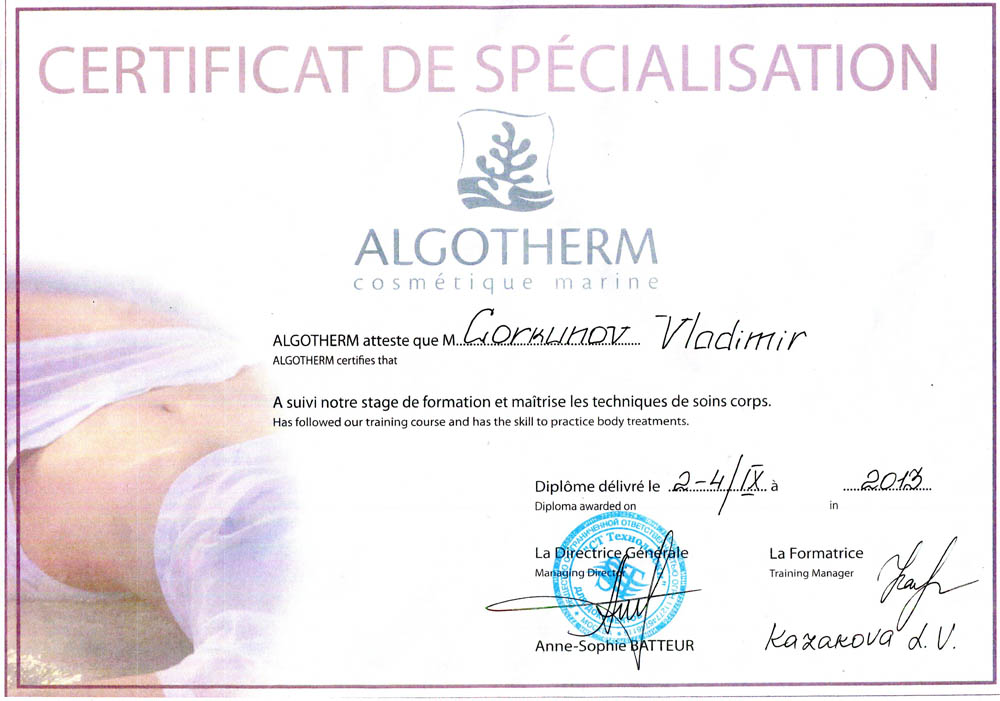 CERTIFICAT DE SPÉCIALISATION
ALGOTHERM
cosmétique marine
ALGOTHERM atteste que M. Gorkunov Vladimir
ALGOTHERM certifies that
A suivi notre stage de formation et maîtrise les techniques de soins corps.
Has followed our training course and has the skill to practice body treatments.
Diplôme délivré le 2-4/IX à 2013
Diploma awarded on in
La Directrice Générale
Managing Director
La Formatrice
Training Manager
Anne-Sophie BATTEUR
Kazakova L.V.